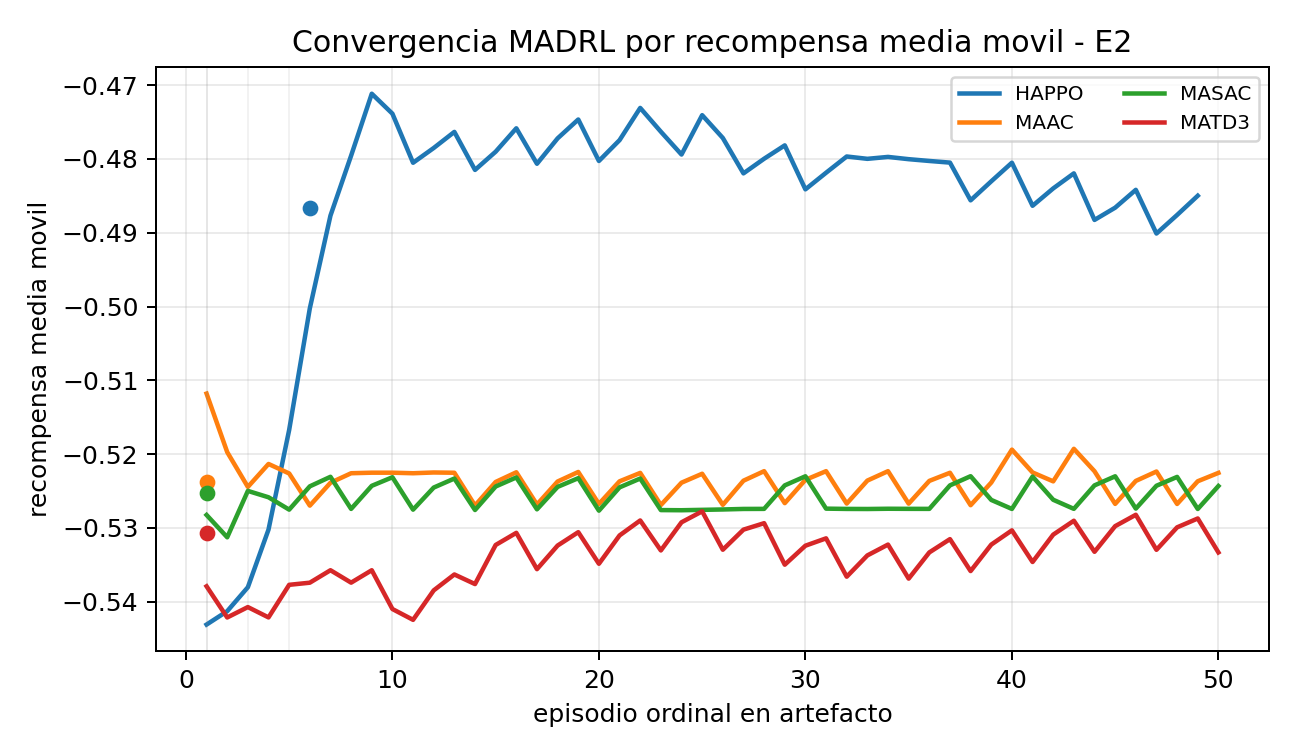 Convergencia MADRL por recompensa media movil - E2
recompensa media movil
−0.47
−0.48
−0.49
−0.50
−0.51
−0.52
−0.53
−0.54
HAPPO
MAAC
MASAC
MATD3
0 10 20 30 40 50
episodio ordinal en artefacto